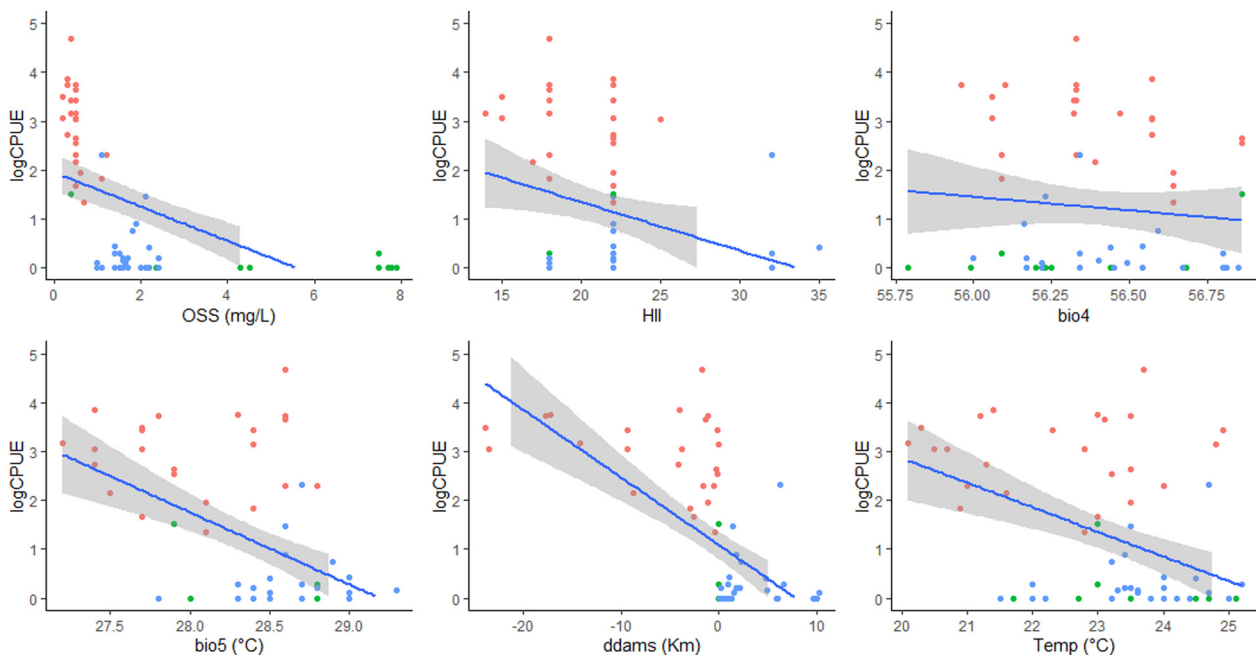 5
4
3
2
1
0
logCPUE
0 2 4 6 8
OSS (mg/L)
5
4
3
2
1
0
logCPUE
15 20 25 30 35
HII
5
4
3
2
1
0
logCPUE
55.75 56.00 56.25 56.50 56.75
bio4
5
4
3
2
1
0
logCPUE
27.5 28.0 28.5 29.0
bio5 (°C)
5
4
3
2
1
0
logCPUE
-20 -10 0 10
ddams (Km)
5
4
3
2
1
0
logCPUE
20 21 22 23 24 25
Temp (°C)